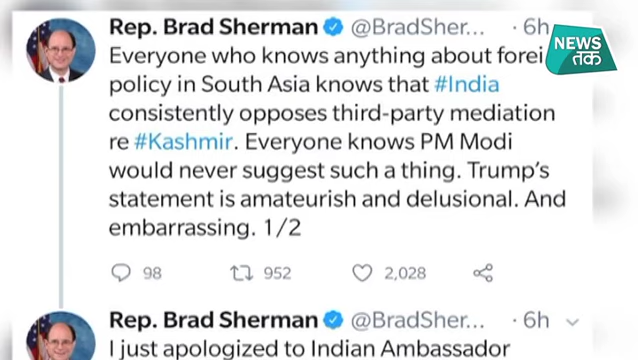 Rep. Brad Sherman @BradSher... · 6h
NEWS
तक
Everyone who knows anything about forei
policy in South Asia knows that #India
consistently opposes third-party mediation
re #Kashmir. Everyone knows PM Modi
would never suggest such a thing. Trump's
statement is amateurish and delusional. And
embarrassing. 1/2
98 952 2,028
Rep. Brad Sherman @BradSher... · 6h
I just apologized to Indian Ambassador